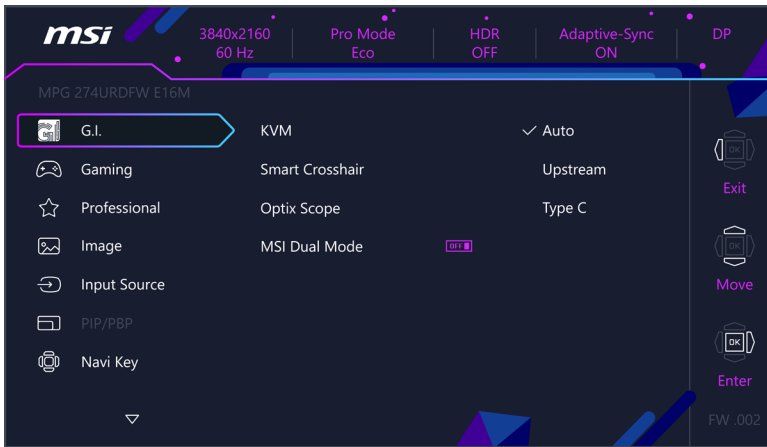 msi
3840x2160
60 Hz
Pro Mode
Eco
HDR
OFF
Adaptive-Sync
ON
DP
MPG 274URDFW E16M
G.I.
Gaming
Professional
Image
Input Source
PIP/PBP
Navi Key
KVM
Smart Crosshair
Optix Scope
MSI Dual Mode
OFF
Auto
Upstream
Type C
OK
Exit
OK
Move
OK
Enter
FW .002